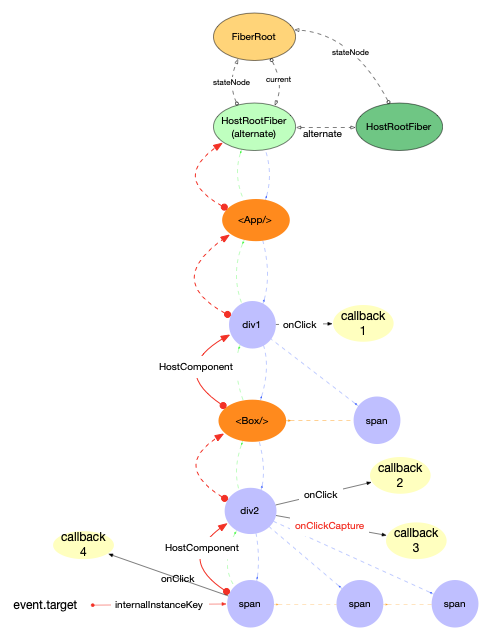 FiberRoot
stateNode
stateNode
current
HostRootFiber
(alternate)
alternate
HostRootFiber
<App/>
div1
onClick
callback
1
HostComponent
<Box/>
span
callback
2
onClick
div2
onClickCapture
callback
3
callback
4
HostComponent
onClick
event.target
internalInstanceKey
span
span
span